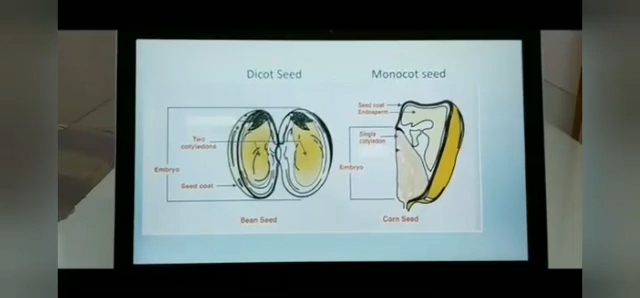 Dicot Seed
Monocot seed
Two
cotyledons
Embryo
Seed coat
Bean Seed
Seed coat
Endosperm
Single
cotyledon
Embryo
Corn Seed